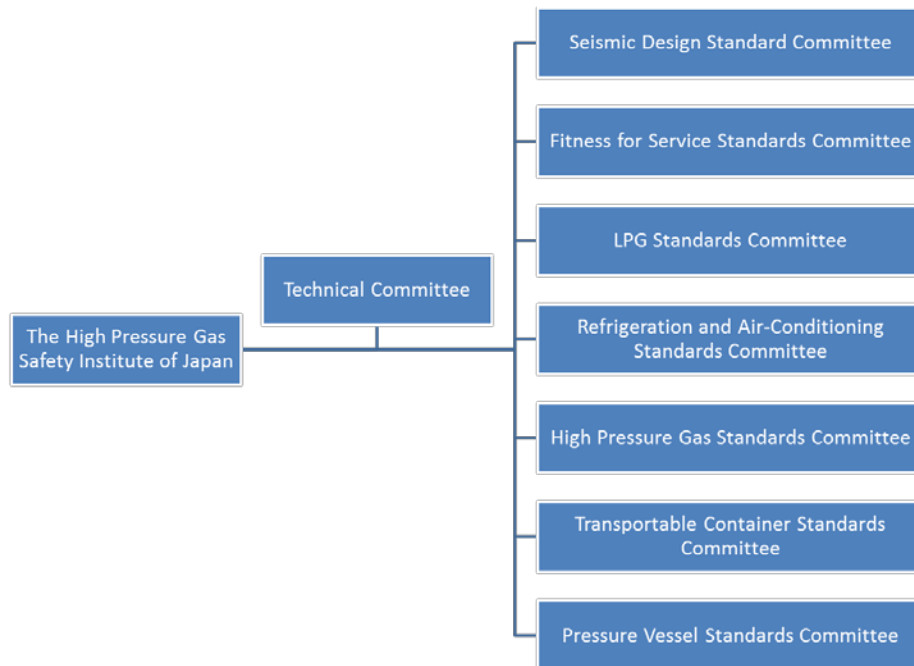 Seismic Design Standard Committee
Fitness for Service Standards Committee
LPG Standards Committee
Technical Committee
The High Pressure Gas
Safety Institute of Japan
Refrigeration and Air-Conditioning
Standards Committee
High Pressure Gas Standards Committee
Transportable Container Standards
Committee
Pressure Vessel Standards Committee